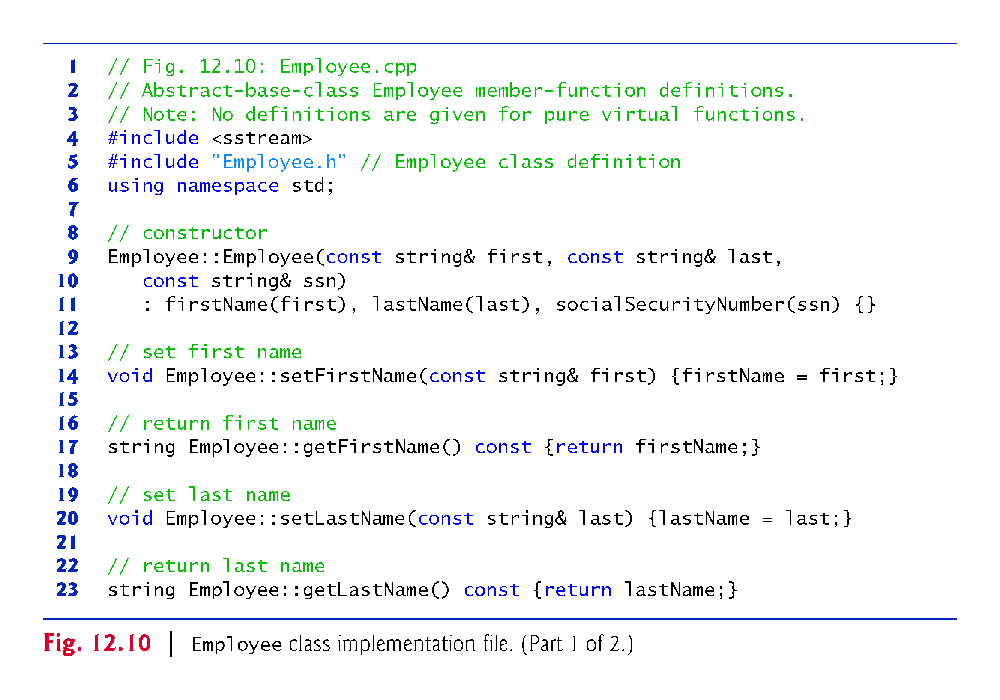 1 // Fig. 12.10: Employee.cpp
2 // Abstract-base-class Employee member-function definitions.
3 // Note: No definitions are given for pure virtual functions.
4 #include <sstream>
5 #include "Employee.h" // Employee class definition
6 using namespace std;
7
8 // constructor
9 Employee::Employee(const string& first, const string& last,
10    const string& ssn)
11    : firstName(first), lastName(last), socialSecurityNumber(ssn) {}
12
13 // set first name
14 void Employee::setFirstName(const string& first) {firstName = first;}
15
16 // return first name
17 string Employee::getFirstName() const {return firstName;}
18
19 // set last name
20 void Employee::setLastName(const string& last) {lastName = last;}
21
22 // return last name
23 string Employee::getLastName() const {return lastName;}
Fig. 12.10 | Employee class implementation file. (Part 1 of 2.)